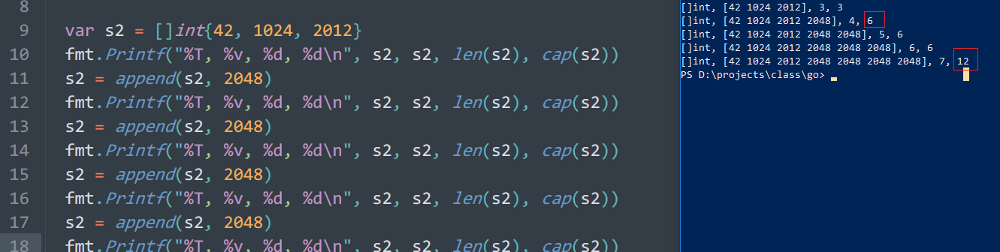 8
9 var s2 = []int{42, 1024, 2012}
10 fmt.Printf("%T, %v, %d, %d\n", s2, s2, len(s2), cap(s2))
11 s2 = append(s2, 2048)
12 fmt.Printf("%T, %v, %d, %d\n", s2, s2, len(s2), cap(s2))
13 s2 = append(s2, 2048)
14 fmt.Printf("%T, %v, %d, %d\n", s2, s2, len(s2), cap(s2))
15 s2 = append(s2, 2048)
16 fmt.Printf("%T, %v, %d, %d\n", s2, s2, len(s2), cap(s2))
17 s2 = append(s2, 2048)
18 fmt.Printf("%T, %v, %d, %d\n", s2, s2, len(s2), cap(s2))
[]int, [42 1024 2012], 3, 3
[]int, [42 1024 2012 2048], 4, 6
[]int, [42 1024 2012 2048 2048], 5, 6
[]int, [42 1024 2012 2048 2048 2048], 6, 6
[]int, [42 1024 2012 2048 2048 2048 2048], 7, 12
PS D:\projects\class\go>